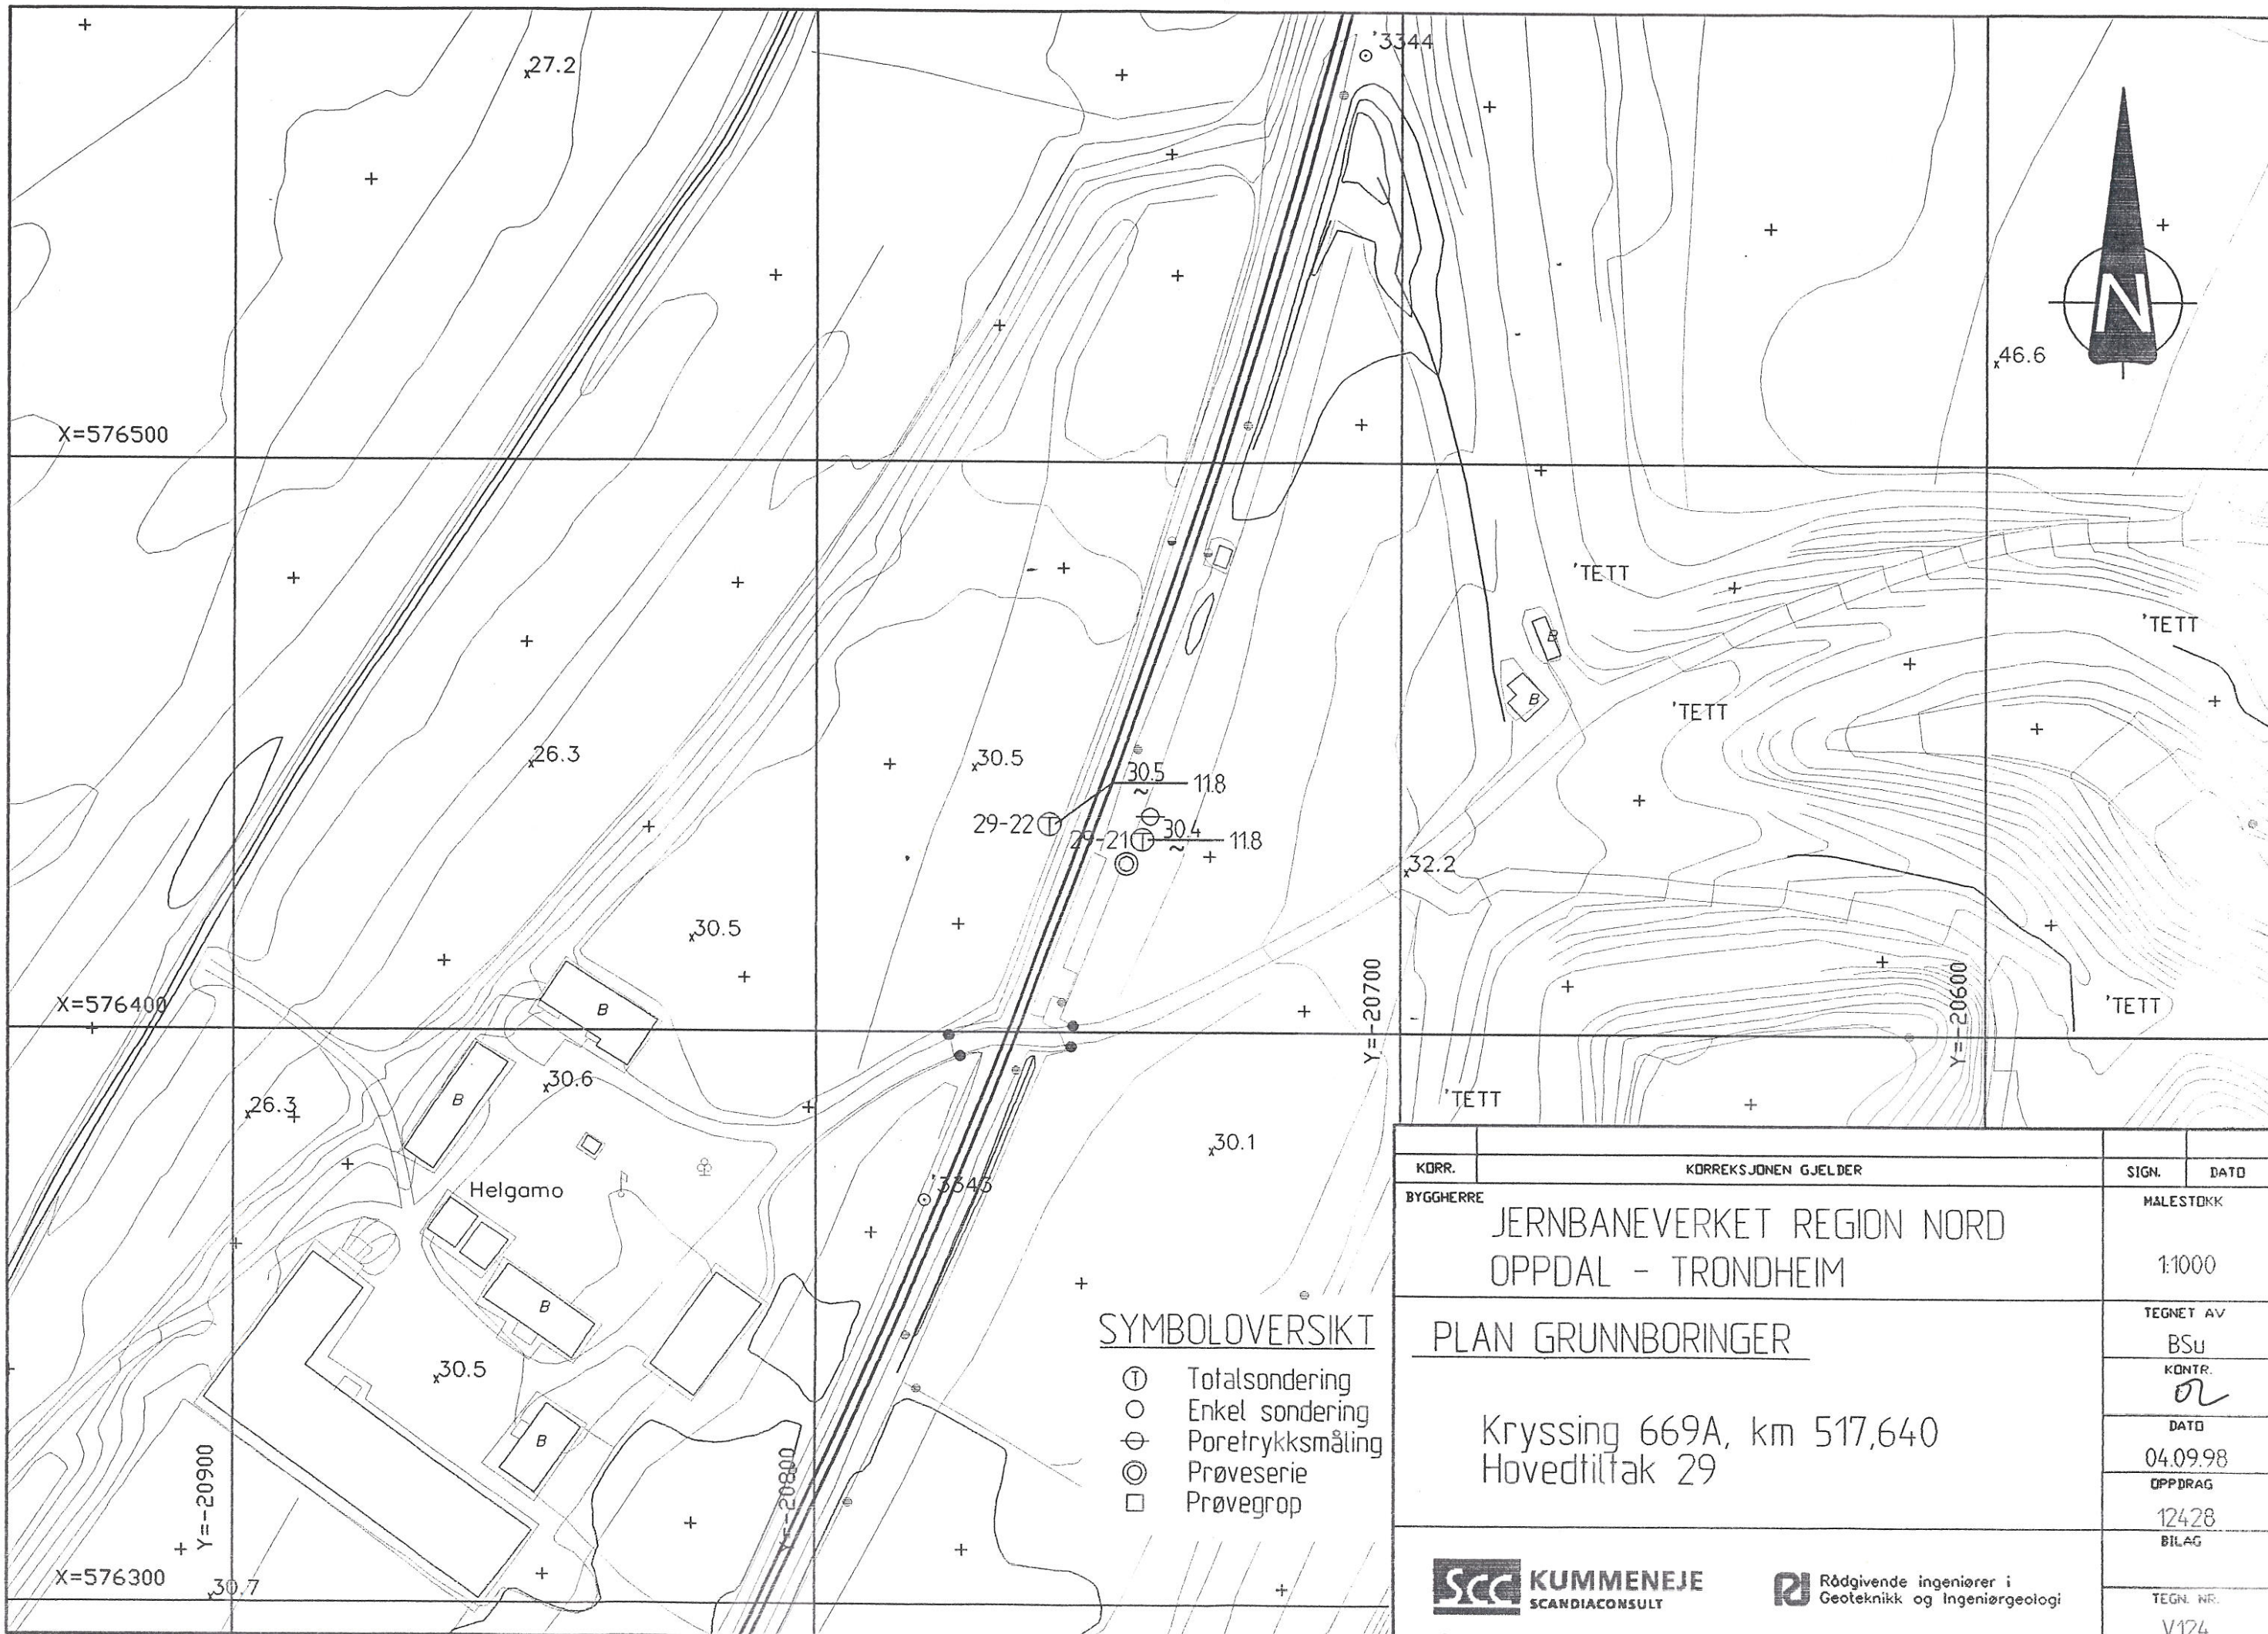 '3344
27.2
46.6
X=576500
'TETT
'TETT
'TETT
B
B
26.3
30.5
30.5
11.8
29-22
T
29-21
T
30.4
11.8
32.2
30.5
Y=-20700
Y=-20600
X=576400
B
'TETT
'TETT
26.3
30.6
B
30.1
Helgamo
'3343
B
30.5
B
Y=-20900
Y=-20800
X=576300
30.7
N
SYMBOLOVERSIKT
T Totalsondering
Enkel sondering
Poretrykksmåling
Prøveserie
Prøvegrop
KORR. KORREKSJONEN GJELDER SIGN. DATO
BYGGHERRE
JERNBANEVERKET REGION NORD
OPPDAL - TRONDHEIM
MALESTOKK
1:1000
PLAN GRUNNBORINGER
TEGNET AV
BSu
KONTR.
Kryssing 669A, km 517,640
Hovedtiltak 29
DATO
04.09.98
OPPDRAG
12428
BILAG
SCC KUMMENEJE
SCANDIACONSULT
Rådgivende ingeniører i
Geoteknikk og Ingeniørgeologi
TEGN. NR.
V124